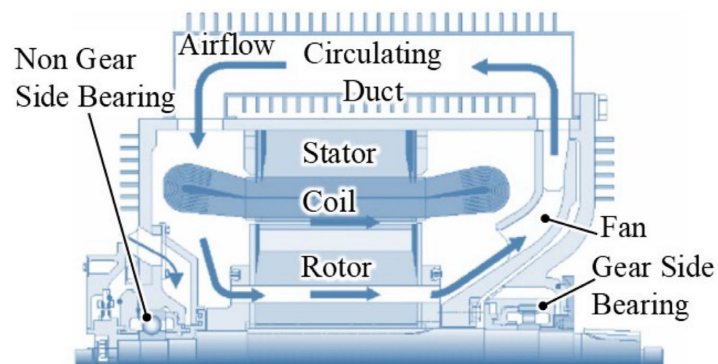 Non Gear
Side Bearing
Airflow
Circulating
Duct
Stator
Coil
Rotor
Fan
Gear Side
Bearing